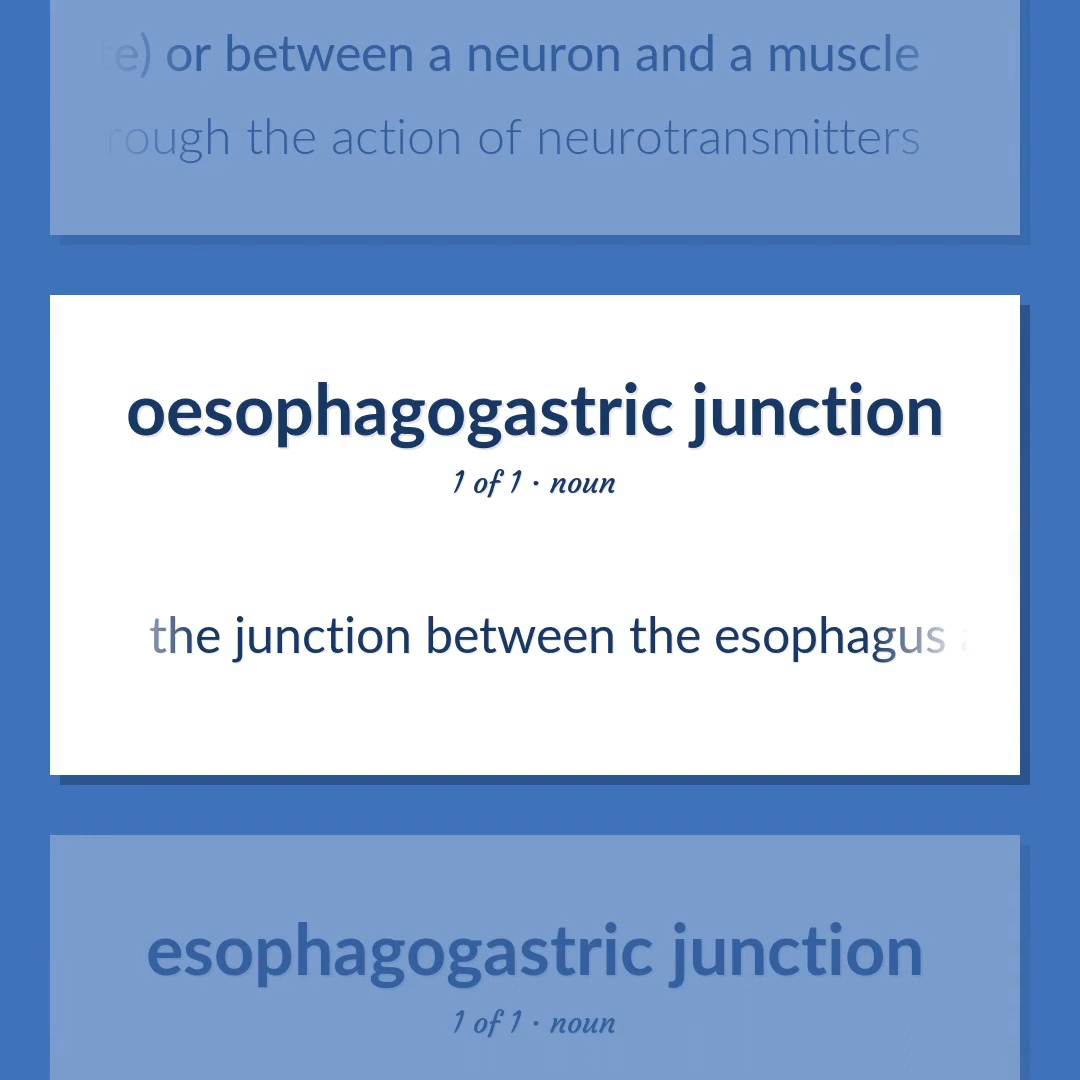 or between a neuron and a muscle
the action of neurotransmitters
oesophagogastric junction
1 of 1 · noun
the junction between the esophagus
esophagogastric junction
1 of 1 · noun